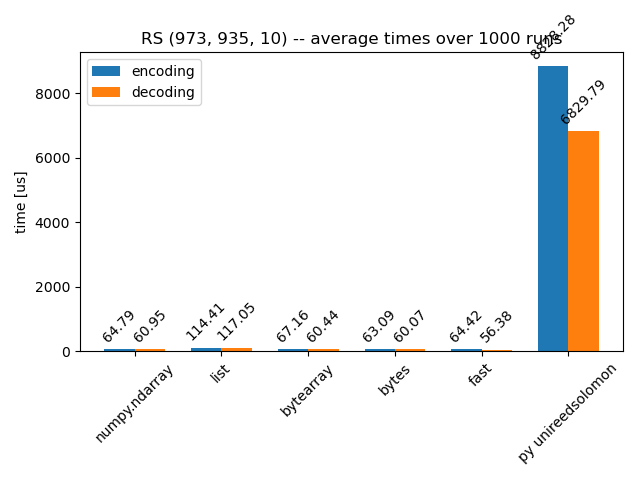 RS (973, 935, 10) -- average times over 1000 runs
encoding
decoding
time [us]
8000
6000
4000
2000
0
64.79
60.95
114.41
117.05
67.16
60.44
63.09
60.07
64.42
56.38
6829.79
numpy.ndarray
list
bytearray
bytes
fast
py unireedsolomon